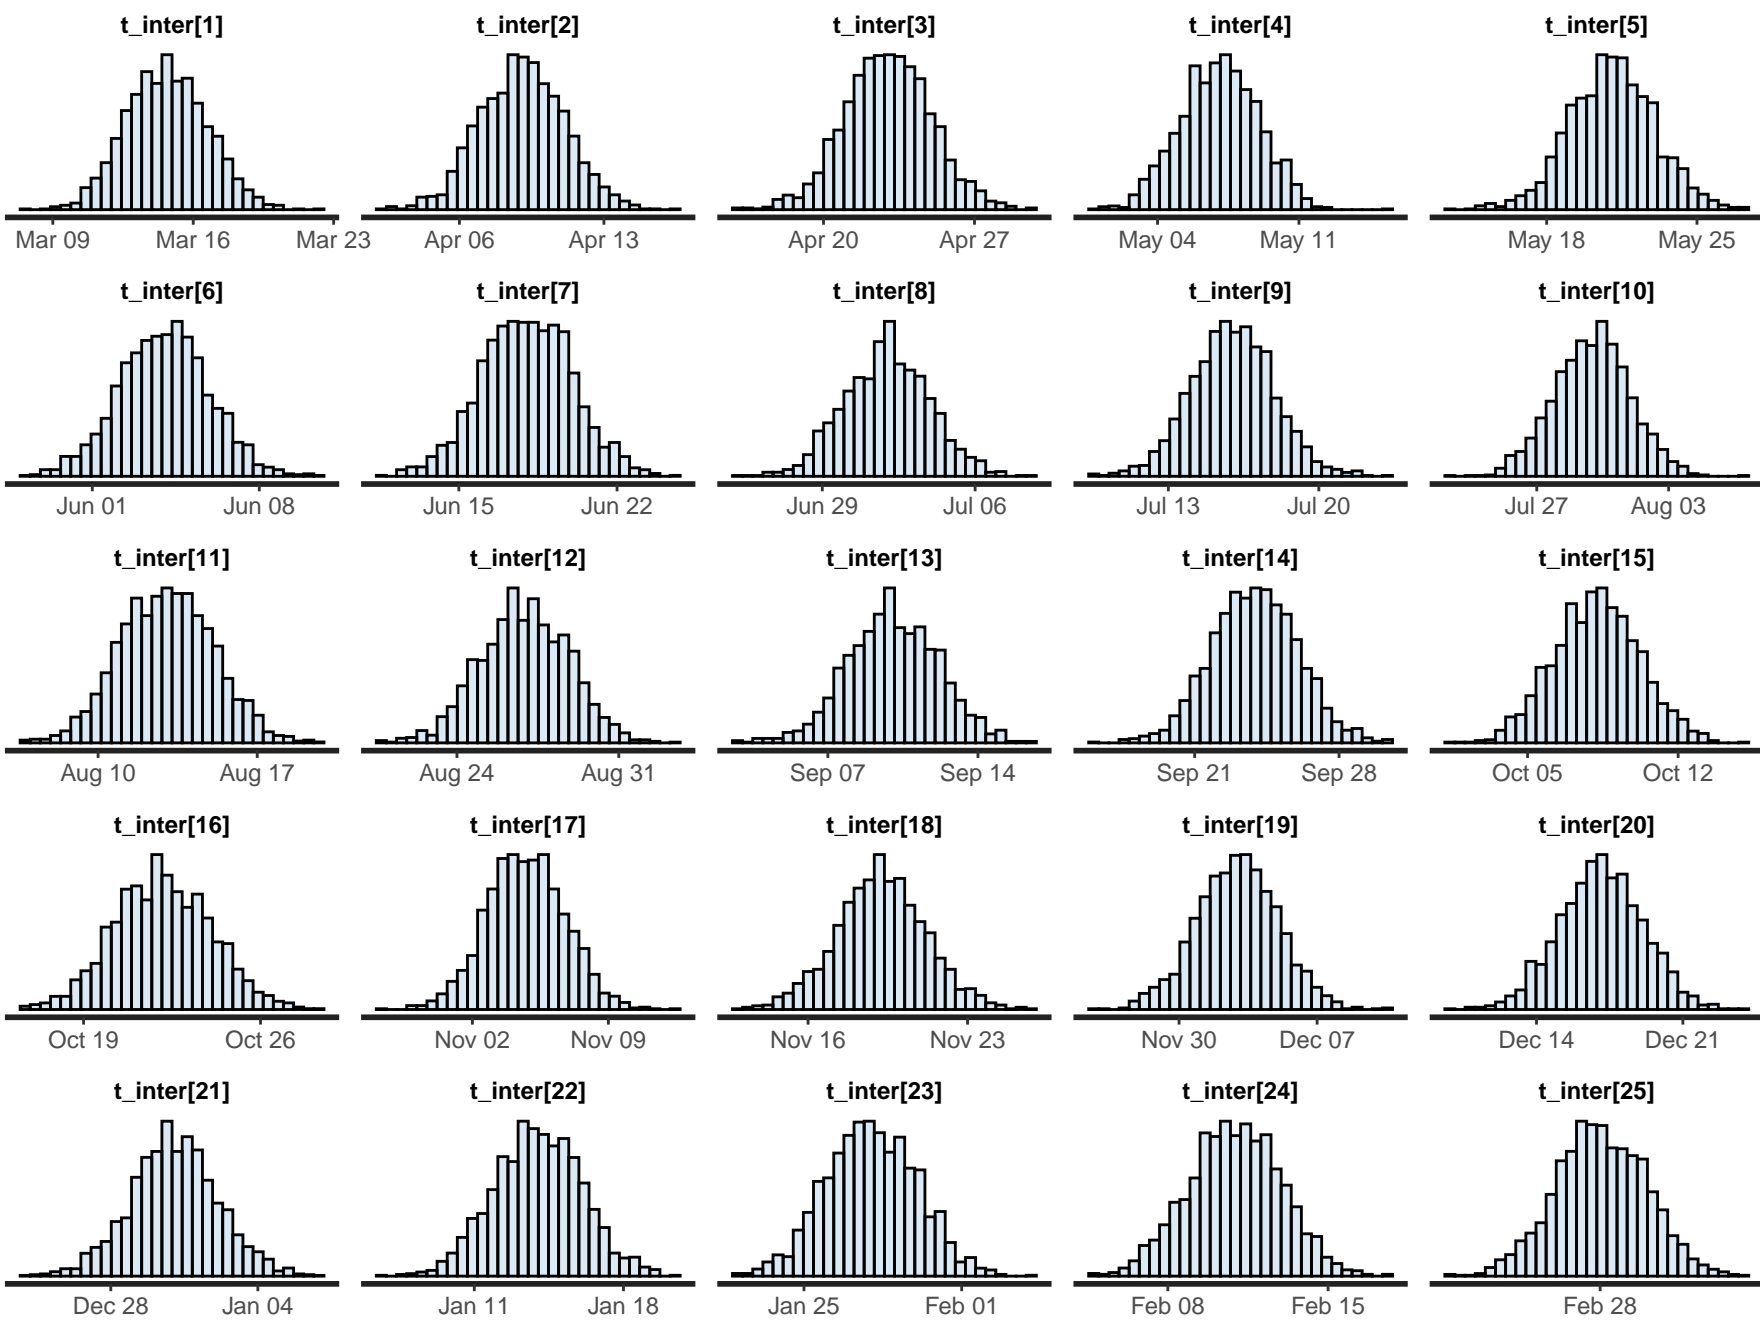 t_inter[1] t_inter[2] t_inter[3] t_inter[4] t_inter[5]
Mar 09 Mar 16 Mar 23 Apr 06 Apr 13 Apr 20 Apr 27 May 04 May 11 May 18 May 25
t_inter[6] t_inter[7] t_inter[8] t_inter[9] t_inter[10]
Jun 01 Jun 08 Jun 15 Jun 22 Jun 29 Jul 06 Jul 13 Jul 20 Jul 27 Aug 03
t_inter[11] t_inter[12] t_inter[13] t_inter[14] t_inter[15]
Aug 10 Aug 17 Aug 24 Aug 31 Sep 07 Sep 14 Sep 21 Sep 28 Oct 05 Oct 12
t_inter[16] t_inter[17] t_inter[18] t_inter[19] t_inter[20]
Oct 19 Oct 26 Nov 02 Nov 09 Nov 16 Nov 23 Nov 30 Dec 07 Dec 14 Dec 21
t_inter[21] t_inter[22] t_inter[23] t_inter[24] t_inter[25]
Dec 28 Jan 04 Jan 11 Jan 18 Jan 25 Feb 01 Feb 08 Feb 15 Feb 28